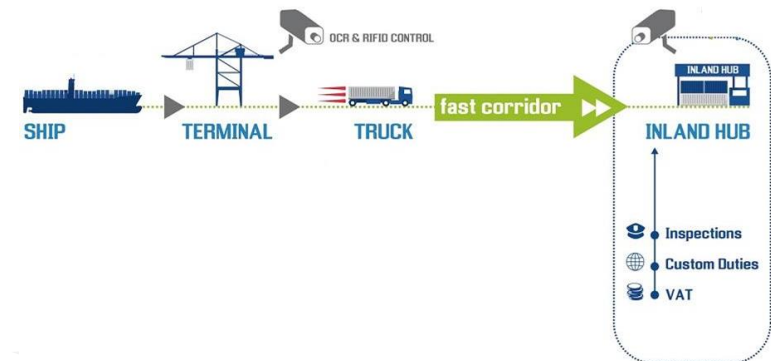 OCR & RIFID CONTROL
INLAND HUB
SHIP
TERMINAL
TRUCK
fast corridor
INLAND HUB
Inspections
Custom Duties
VAT